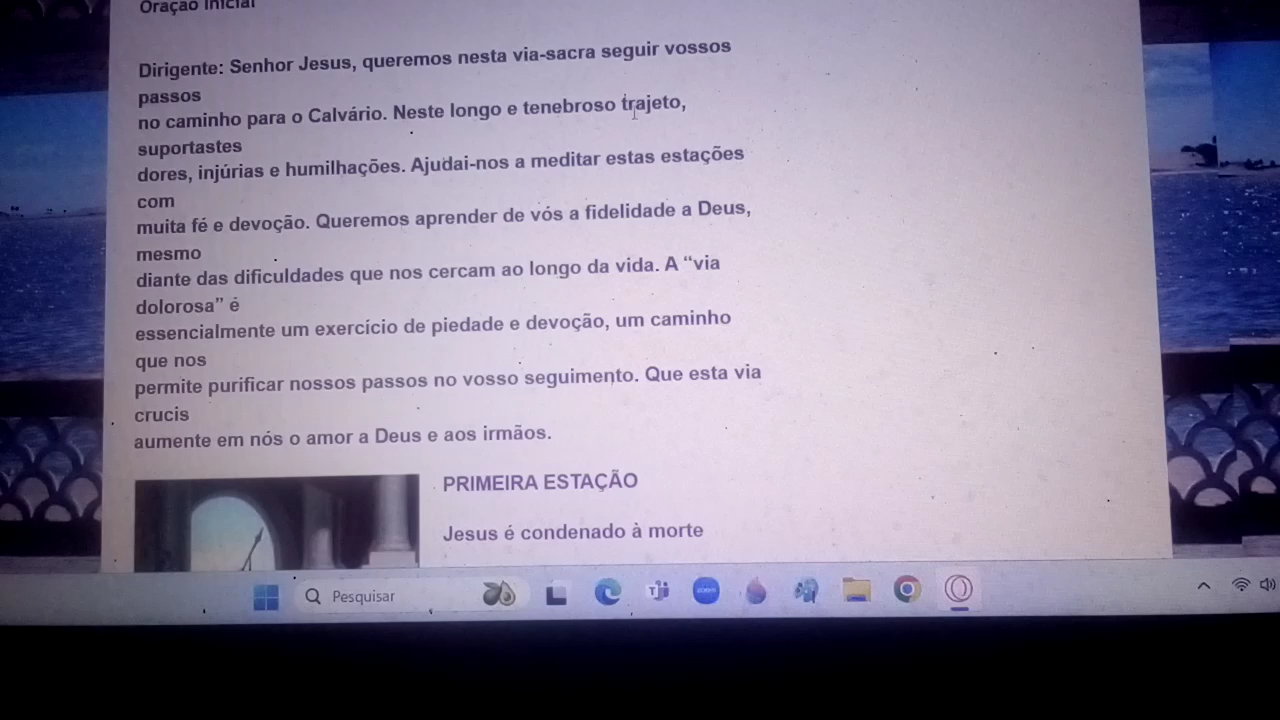 Oração Inicial
Dirigente: Senhor Jesus, queremos nesta via-sacra seguir vossos
passos
no caminho para o Calvário. Neste longo e tenebroso trajeto,
suportastes
dores, injúrias e humilhações. Ajudai-nos a meditar estas estações
com
muita fé e devoção. Queremos aprender de vós a fidelidade a Deus,
mesmo
diante das dificuldades que nos cercam ao longo da vida. A “via
dolorosa” é
essencialmente um exercício de piedade e devoção, um caminho
que nos
permite purificar nossos passos no vosso seguimento. Que esta via
crucis
aumente em nós o amor a Deus e aos irmãos.
PRIMEIRA ESTAÇÃO
Jesus é condenado à morte
Pesquisar
zoom